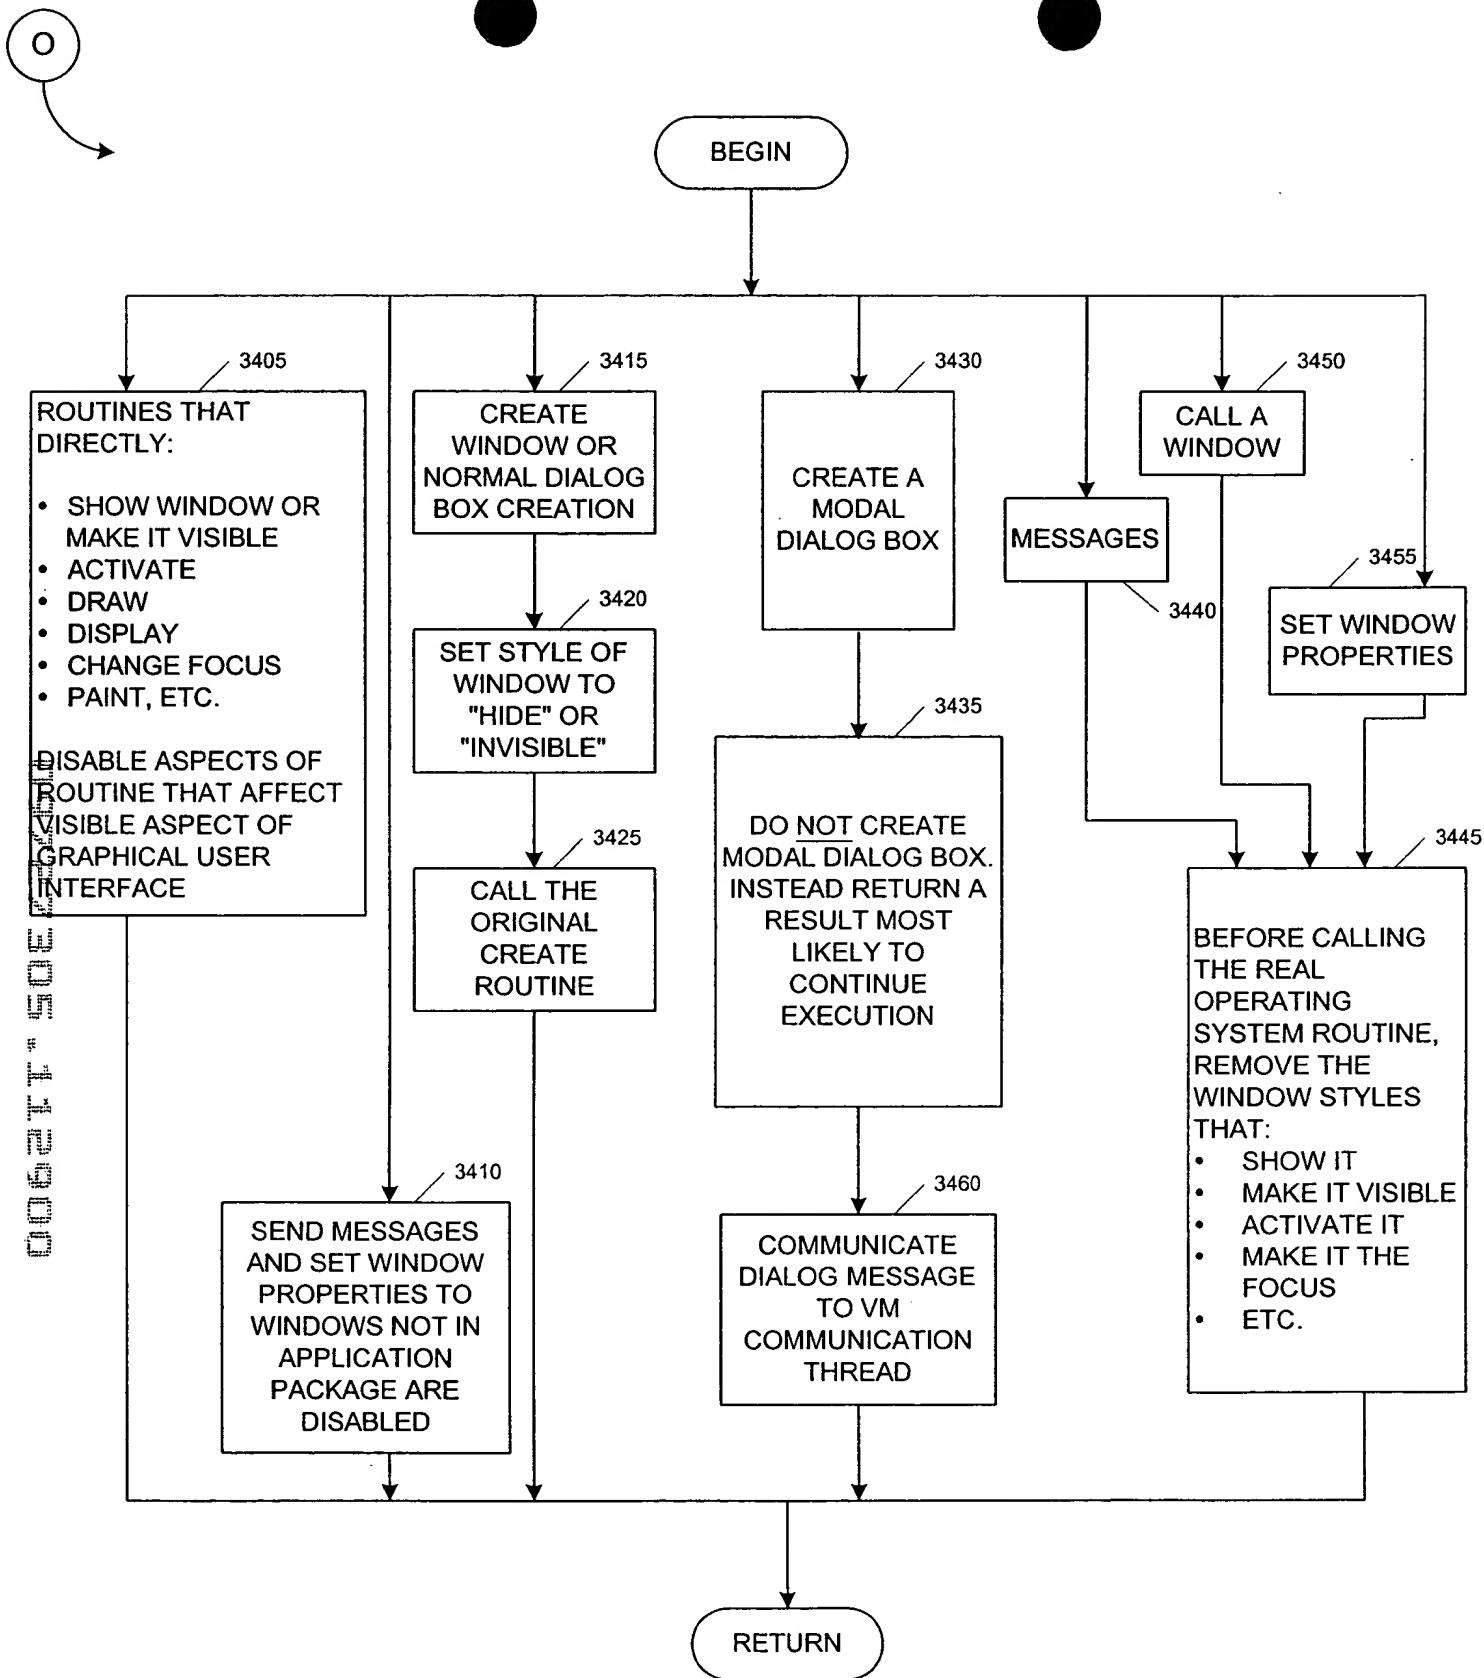 O
BEGIN
3405
ROUTINES THAT
DIRECTLY:
• SHOW WINDOW OR
MAKE IT VISIBLE
• ACTIVATE
• DRAW
• DISPLAY
• CHANGE FOCUS
• PAINT, ETC.
DISABLE ASPECTS OF
ROUTINE THAT AFFECT
VISIBLE ASPECT OF
GRAPHICAL USER
INTERFACE
3410
SEND MESSAGES
AND SET WINDOW
PROPERTIES TO
WINDOWS NOT IN
APPLICATION
PACKAGE ARE
DISABLED
3415
CREATE
WINDOW OR
NORMAL DIALOG
BOX CREATION
3420
SET STYLE OF
WINDOW TO
"HIDE" OR
"INVISIBLE"
3425
CALL THE
ORIGINAL
CREATE
ROUTINE
3430
CREATE A
MODAL
DIALOG BOX
3435
DO NOT CREATE
MODAL DIALOG BOX.
INSTEAD RETURN A
RESULT MOST
LIKELY TO
CONTINUE
EXECUTION
3460
COMMUNICATE
DIALOG MESSAGE
TO VM
COMMUNICATION
THREAD
MESSAGES
3440
3450
CALL A
WINDOW
3455
SET WINDOW
PROPERTIES
3445
BEFORE CALLING
THE REAL
OPERATING
SYSTEM ROUTINE,
REMOVE THE
WINDOW STYLES
THAT:
• SHOW IT
• MAKE IT VISIBLE
• ACTIVATE IT
• MAKE IT THE
FOCUS
• ETC.
RETURN